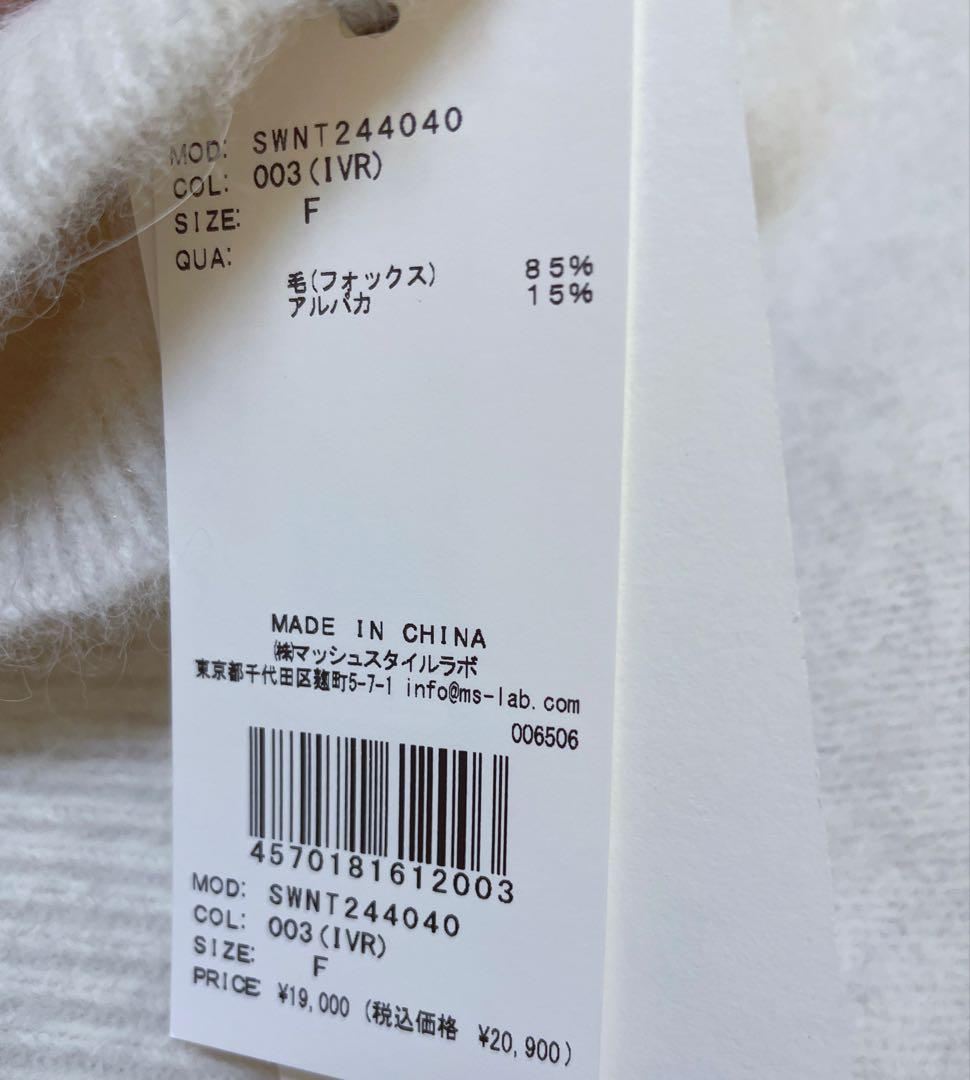 MOD: SWNT244040
COL: 003(IVR)
SIZE: F
QUA:
毛(フォックス) 85%
アルパカ 15%
MADE IN CHINA
㈱マッシュスタイルラボ
東京都千代田区麹町5-7-1 info@ms-lab.com
006506
4570181612003
MOD: SWNT244040
COL: 003(IVR)
SIZE: F
PRICE ¥19,000 (税込価格 ¥20,900)